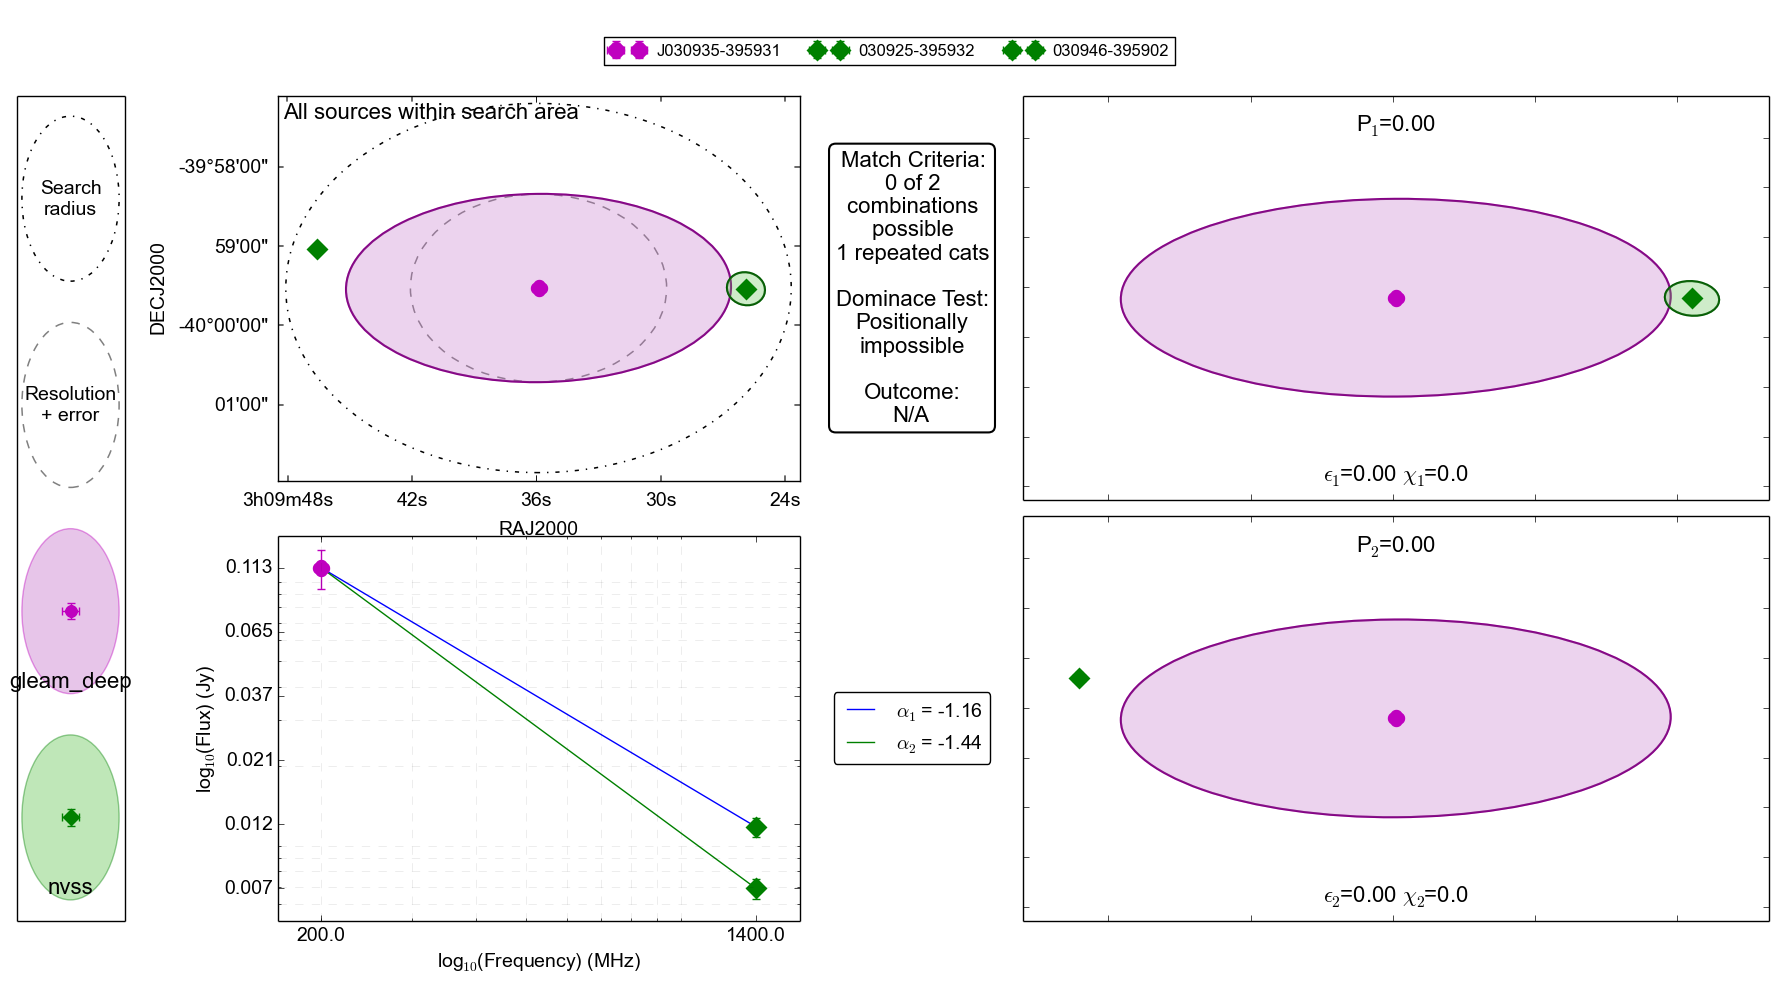 J030935-395931
030925-395932
030946-395902
Search
radius
Resolution
+ error
gleam_deep
nvss
All sources within search area
DECJ2000
-39°58'00"
59'00"
-40°00'00"
01'00"
3h09m48s
42s
36s
30s
24s
RAJ2000
Match Criteria:
0 of 2
combinations
possible
1 repeated cats
Dominace Test:
Positionally
impossible
Outcome:
N/A
P1=0.00
ϵ1=0.00 χ1=0.0
log10(Flux) (Jy)
0.113
0.065
0.037
0.021
0.012
0.007
200.0
1400.0
log10(Frequency) (MHz)
α1 = -1.16
α2 = -1.44
P2=0.00
ϵ2=0.00 χ2=0.0